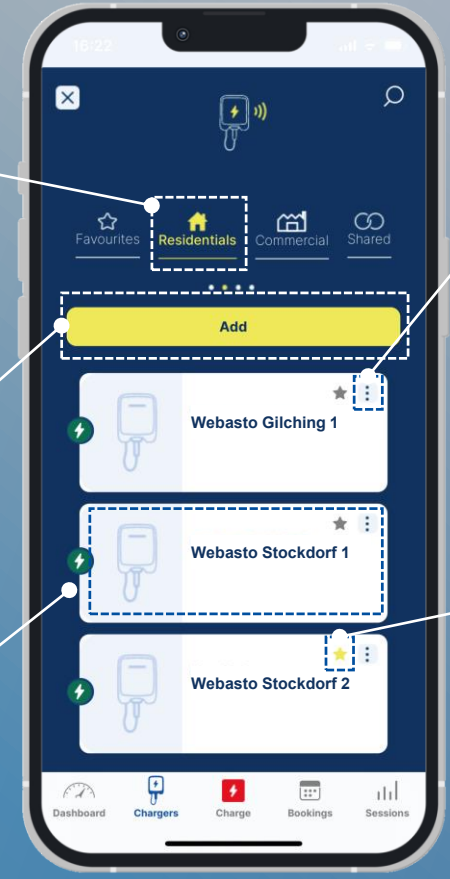 16:22
Favourites
Residentials
Commercial
Shared
Add
Webasto Gilching 1
Webasto Stockdorf 1
Webasto Stockdorf 2
Dashboard
Chargers
Charge
Bookings
Sessions